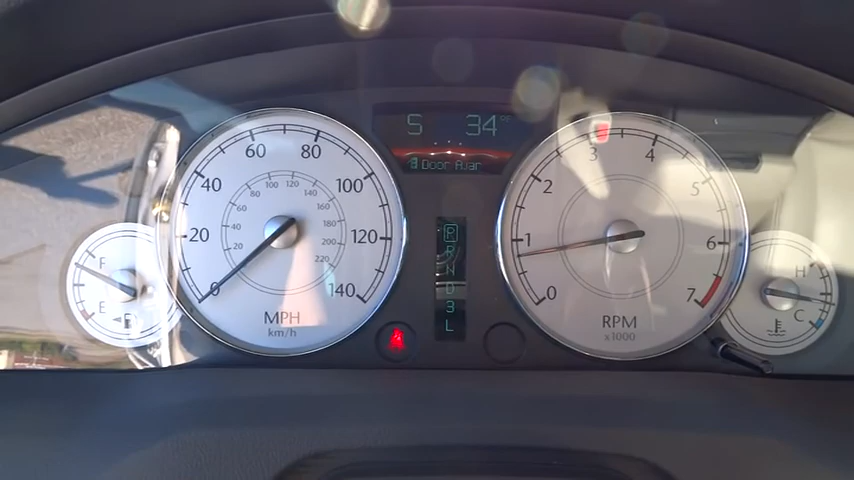 S 34°F
Door Ajar
0 20 40 60 80 100 120 140
20 40 60 80 100 120 140 160 180 200 220
MPH
km/h
P
R
N
D
3
L
0 1 2 3 4 5 6 7
RPM
x1000
F
E
H
C